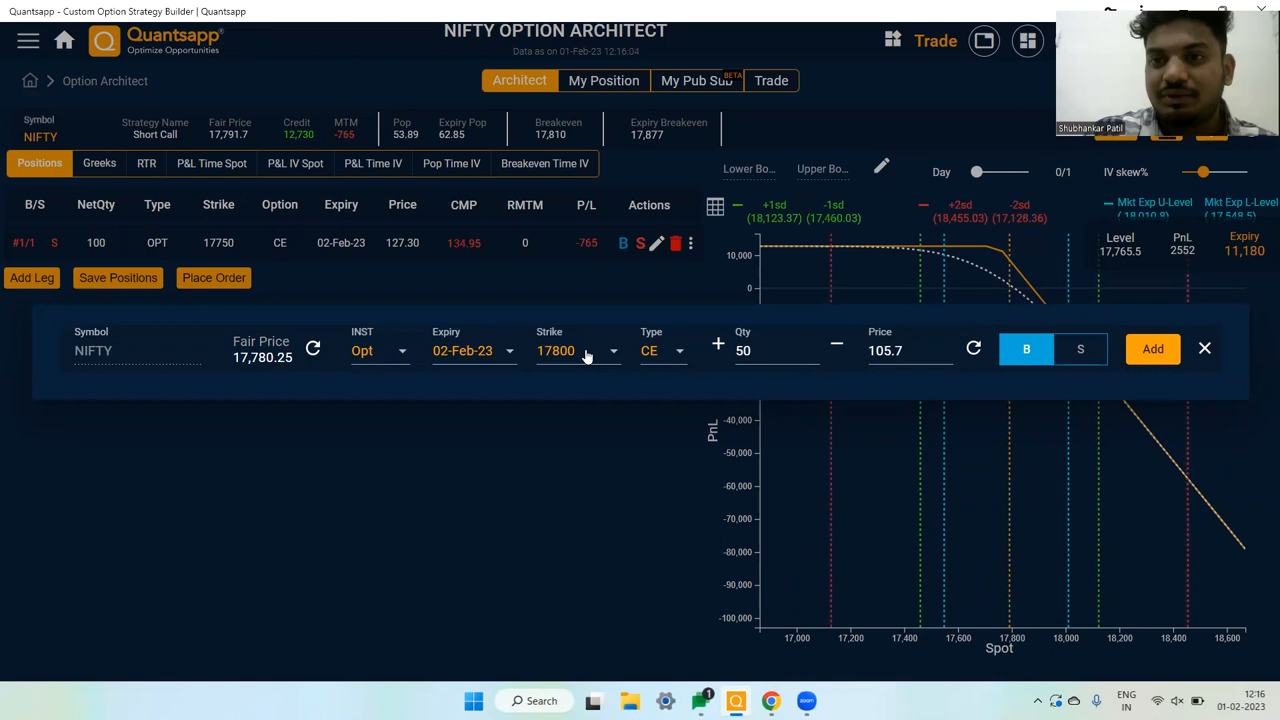 Quantsapp - Custom Option Strategy Builder | Quantsapp
Quantsapp°
Optimize Opportunities
NIFTY OPTION ARCHITECT
Data as on 01-Feb-23 12:16:04
Trade
Option Architect
Architect My Position My Pub Sub BETA Trade
Shubhankar Patil
Symbol
NIFTY
Strategy Name Fair Price Credit MTM Pop Expiry Pop Breakeven Expiry Breakeven
Short Call 17,791.7 12,730 -765 53.89 62.85 17,810 17,877
Positions Greeks RTR P&L Time Spot P&L IV Spot P&L Time IV Pop Time IV Breakeven Time IV
Lower Bo... Upper Bo... Day 0/1 IV skew%
B/S NetQty Type Strike Option Expiry Price CMP RMTM P/L Actions
#1/1 S 100 OPT 17750 CE 02-Feb-23 127.30 134.95 0 -765 B S
Add Leg Save Positions Place Order
+1sd -1sd +2sd -2sd Mkt Exp U-Level Mkt Exp L-Level
(18,123.37) (17,460.03) (18,455.03) (17,128.36) (18,010.8) (17,548.5)
Level PnL Expiry
17,765.5 2552 11,180
10,000
0
Symbol Fair Price INST Expiry Strike Type Qty Price
NIFTY 17,780.25 Opt 02-Feb-23 17800 CE + 50 − 105.7 B S Add
-40,000
-50,000
-60,000
-70,000
-80,000
-90,000
-100,000
PnL
17,000 17,200 17,400 17,600 17,800 18,000 18,200 18,400 18,600
Spot
Search
1
zoom
ENG
IN
12:16
01-02-2023